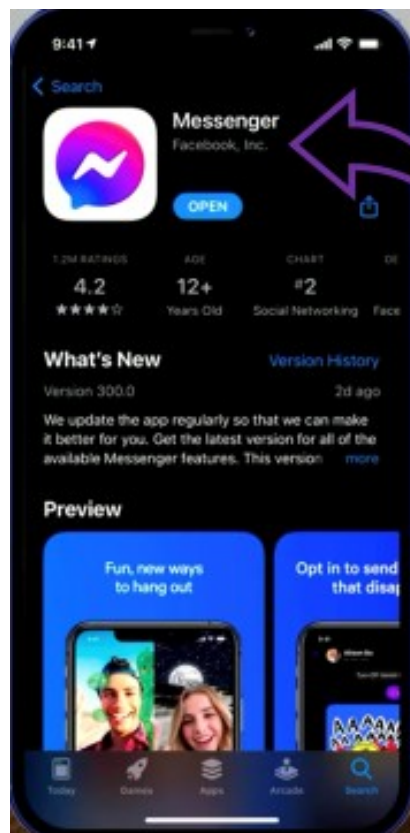 9:41
Search
Messenger
Facebook, Inc.
OPEN
1.2M RATINGS AGE CHART DE
4.2 12+ #2
Years Old Social Networking Face
What's New Version History
Version 300.0 2d ago
We update the app regularly so that we can make
it better for you. Get the latest version for all of the
available Messenger features. This version more
Preview
Fun, new ways
to hang out
Opt in to send
that disap
Today Games Apps Arcade Search